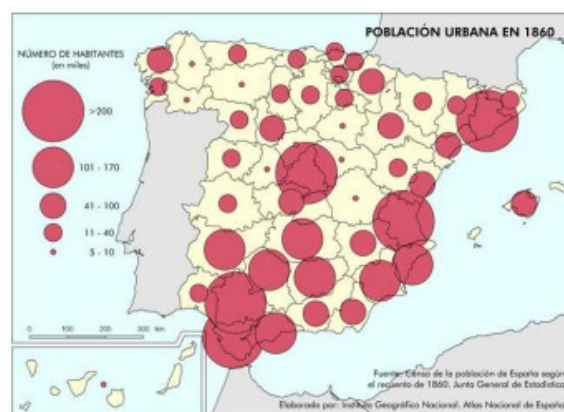 POBLACIÓN URBANA EN 1860
NÚMERO DE HABITANTES
(en miles)
>200
101 - 170
41 - 100
11 - 40
5 - 10
0 100 200 300 km
Fuente: Censo de la población de España según
el recuento de 1860. Junta General de Estadística
Elaborado por: Instituto Geográfico Nacional. Atlas Nacional de España